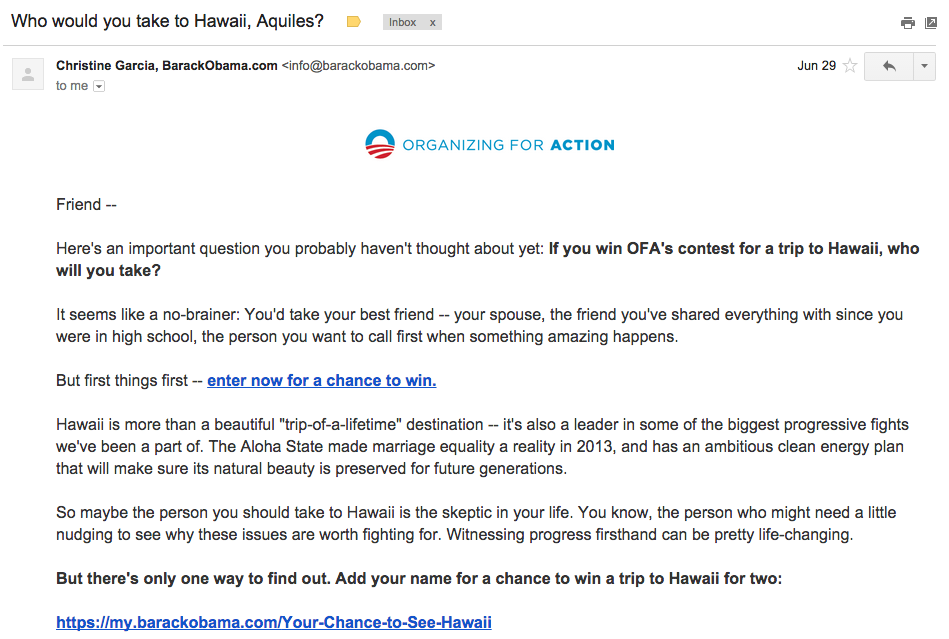 Who would you take to Hawaii, Aquiles?
Inbox x
Christine Garcia, BarackObama.com <info@barackobama.com>
Jun 29
to me
ORGANIZING FOR ACTION
Friend --
Here's an important question you probably haven't thought about yet: If you win OFA's contest for a trip to Hawaii, who
will you take?
It seems like a no-brainer: You'd take your best friend -- your spouse, the friend you've shared everything with since you
were in high school, the person you want to call first when something amazing happens.
But first things first -- enter now for a chance to win.
Hawaii is more than a beautiful "trip-of-a-lifetime" destination -- it's also a leader in some of the biggest progressive fights
we've been a part of. The Aloha State made marriage equality a reality in 2013, and has an ambitious clean energy plan
that will make sure its natural beauty is preserved for future generations.
So maybe the person you should take to Hawaii is the skeptic in your life. You know, the person who might need a little
nudging to see why these issues are worth fighting for. Witnessing progress firsthand can be pretty life-changing.
But there's only one way to find out. Add your name for a chance to win a trip to Hawaii for two:
https://my.barackobama.com/Your-Chance-to-See-Hawaii